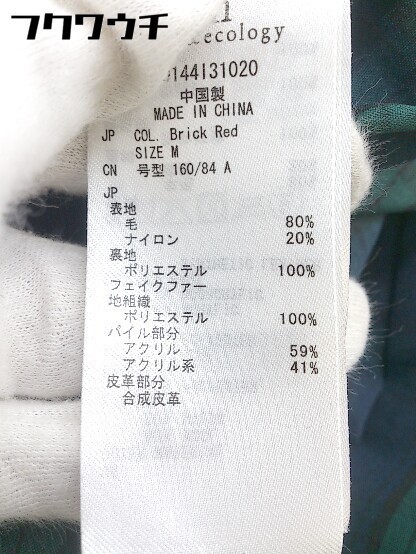 フクウウチ
ecology
144I31020
中国製
MADE IN CHINA
JP COL. Brick Red
SIZE M
CN 号型 160/84 A
JP
表地
毛 80%
ナイロン 20%
裏地
ポリエステル 100%
フェイクファー
地組織
ポリエステル 100%
パイル部分
アクリル 59%
アクリル系 41%
皮革部分
合成皮革